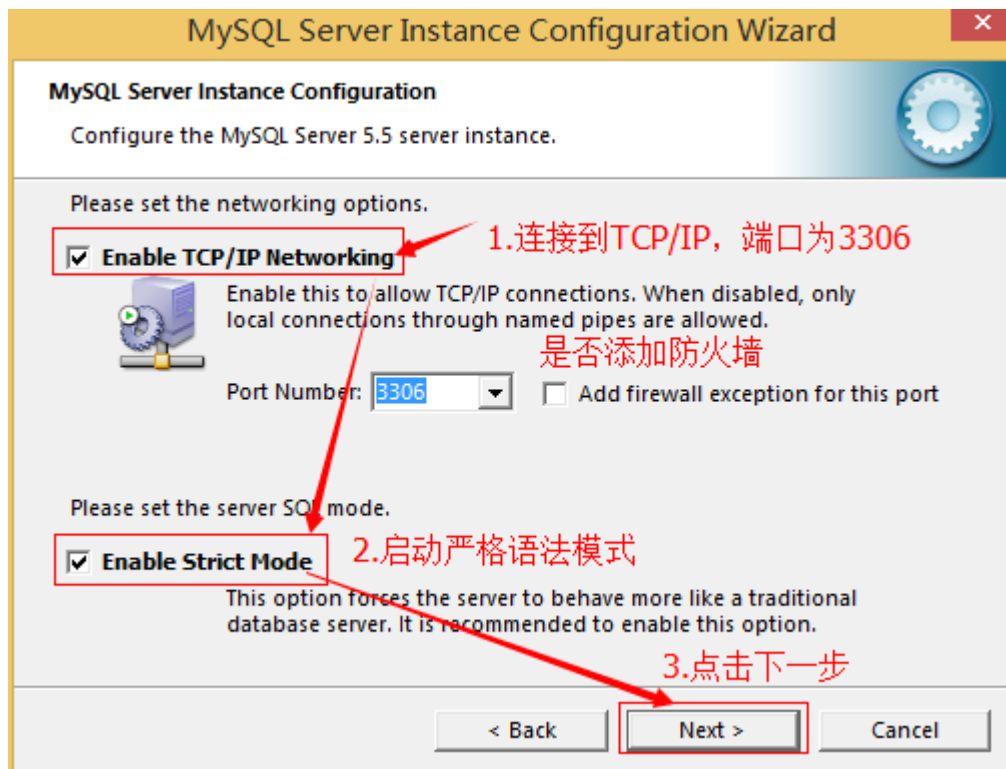 MySQL Server Instance Configuration Wizard
MySQL Server Instance Configuration
Configure the MySQL Server 5.5 server instance.
Please set the networking options.
1.连接到TCP/IP，端口为3306
Enable TCP/IP Networking
Enable this to allow TCP/IP connections. When disabled, only
local connections through named pipes are allowed.
是否添加防火墙
Port Number: 3306
Add firewall exception for this port
Please set the server SQL mode.
Enable Strict Mode
2.启动严格语法模式
This option forces the server to behave more like a traditional
database server. It is recommended to enable this option.
3.点击下一步
< Back
Next >
Cancel